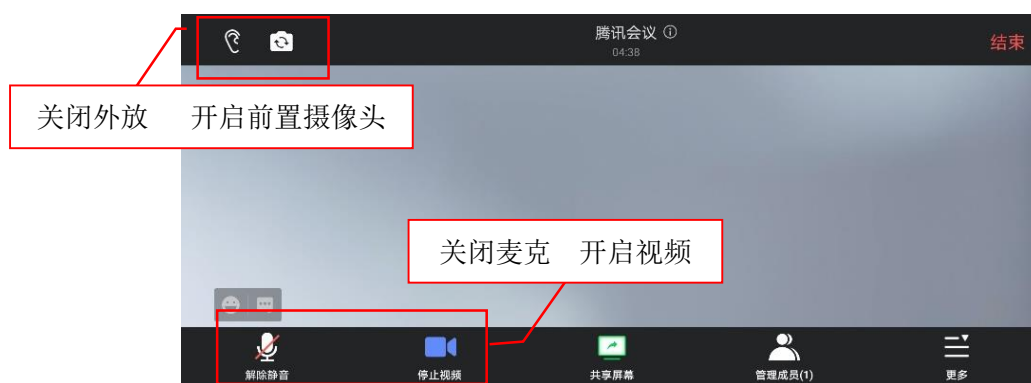 腾讯会议
04:38
结束
关闭外放 开启前置摄像头
关闭麦克 开启视频
解除静音 停止视频 共享屏幕 管理成员(1) 更多